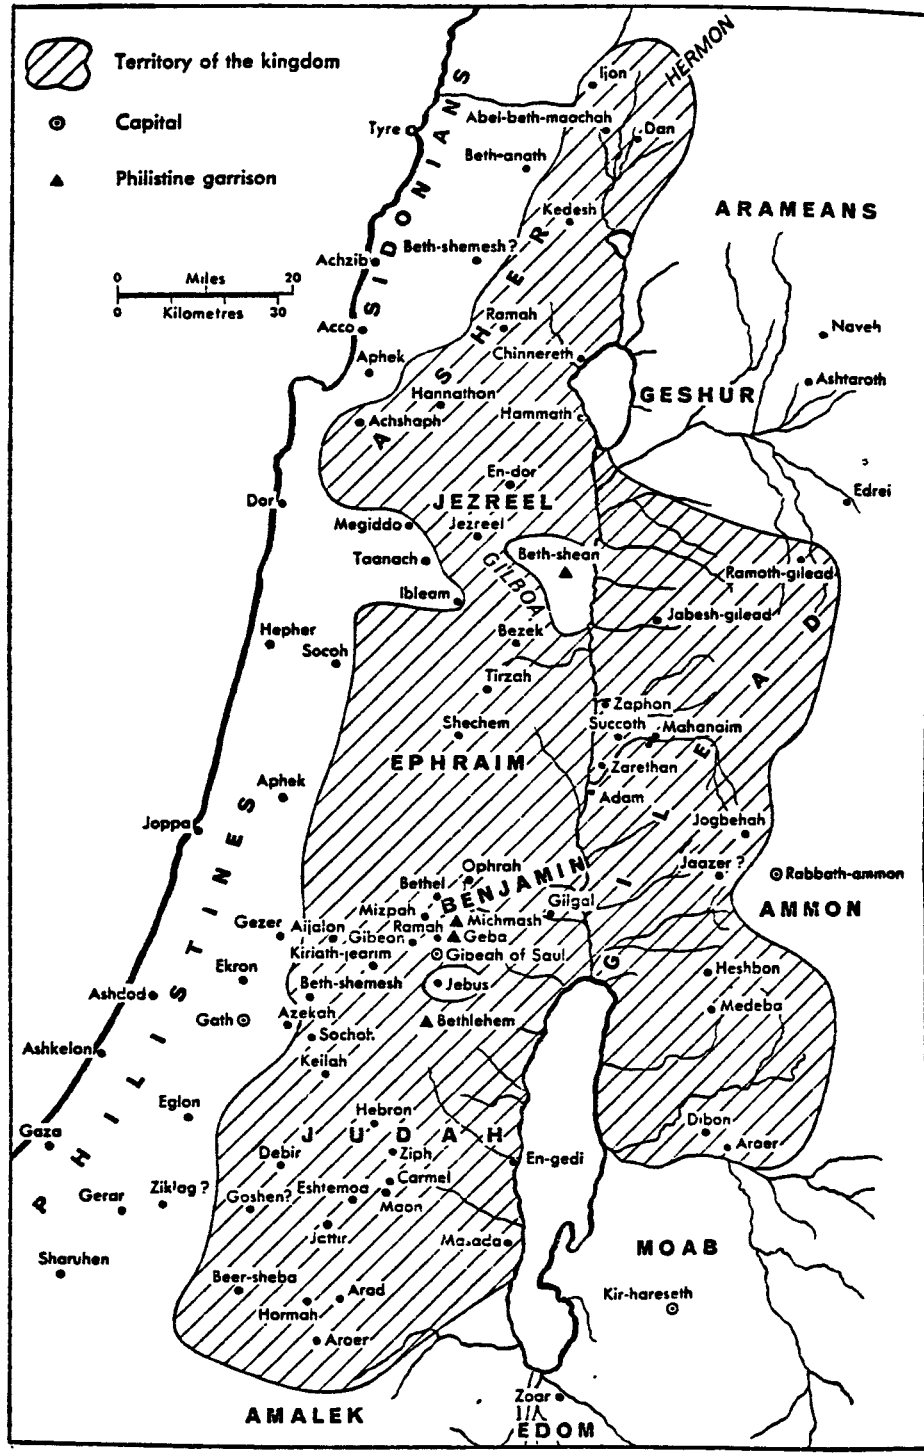 Territory of the kingdom
Capital
Philistine garrison
0 Miles 20
0 Kilometres 30
HERMON
Ijon
SIDONIANS
Abel-beth-maachah
Tyre
Dan
Beth-anath
ARAMEANS
Kedesh
Beth-shemesh?
Achzib
ASHER
Ramah
Acco
Naveh
Chinnereth
Aphek
GESHUR
Ashtaroth
Hannathon
Hammath
Achshaph
En-dor
Edrei
Dor
JEZREEL
Megiddo
Jezreel
Taanach
Beth-shean
GILBOA
Ramoth-gilead
Ibleam
Jabesh-gilead
Hepher
Bezek
Socoh
GILEAD
Tirzah
Zaphon
Shechem
Succoth
Mahanaim
EPHRAIM
Zarethan
Aphek
Adam
Joppa
Jogbehah
Ophrah
Jaazer ?
Rabbath-ammon
Bethel
BENJAMIN
AMMON
Mizpah
Michmash
Gilgal
Gezer
Aijalon
Ramah
Gibeon
Geba
Kiriath-jearim
Gibeah of Saul
Ekron
Heshbon
Beth-shemesh
Jebus
Ashdod
Medeba
Gath
Azekah
Bethlehem
Sochoh
PHILISTINES
Ashkelon
Keilah
Eglon
Hebron
Dibon
Gaza
JUDAH
Aroer
Debir
Ziph
En-gedi
Carmel
Gerar
Ziklag ?
Goshen?
Eshtemoa
Maon
Jattir
Masada
MOAB
Sharuhen
Beer-sheba
Arad
Kir-hareseth
Hormah
Aroer
Zoar
AMALEK
EDOM